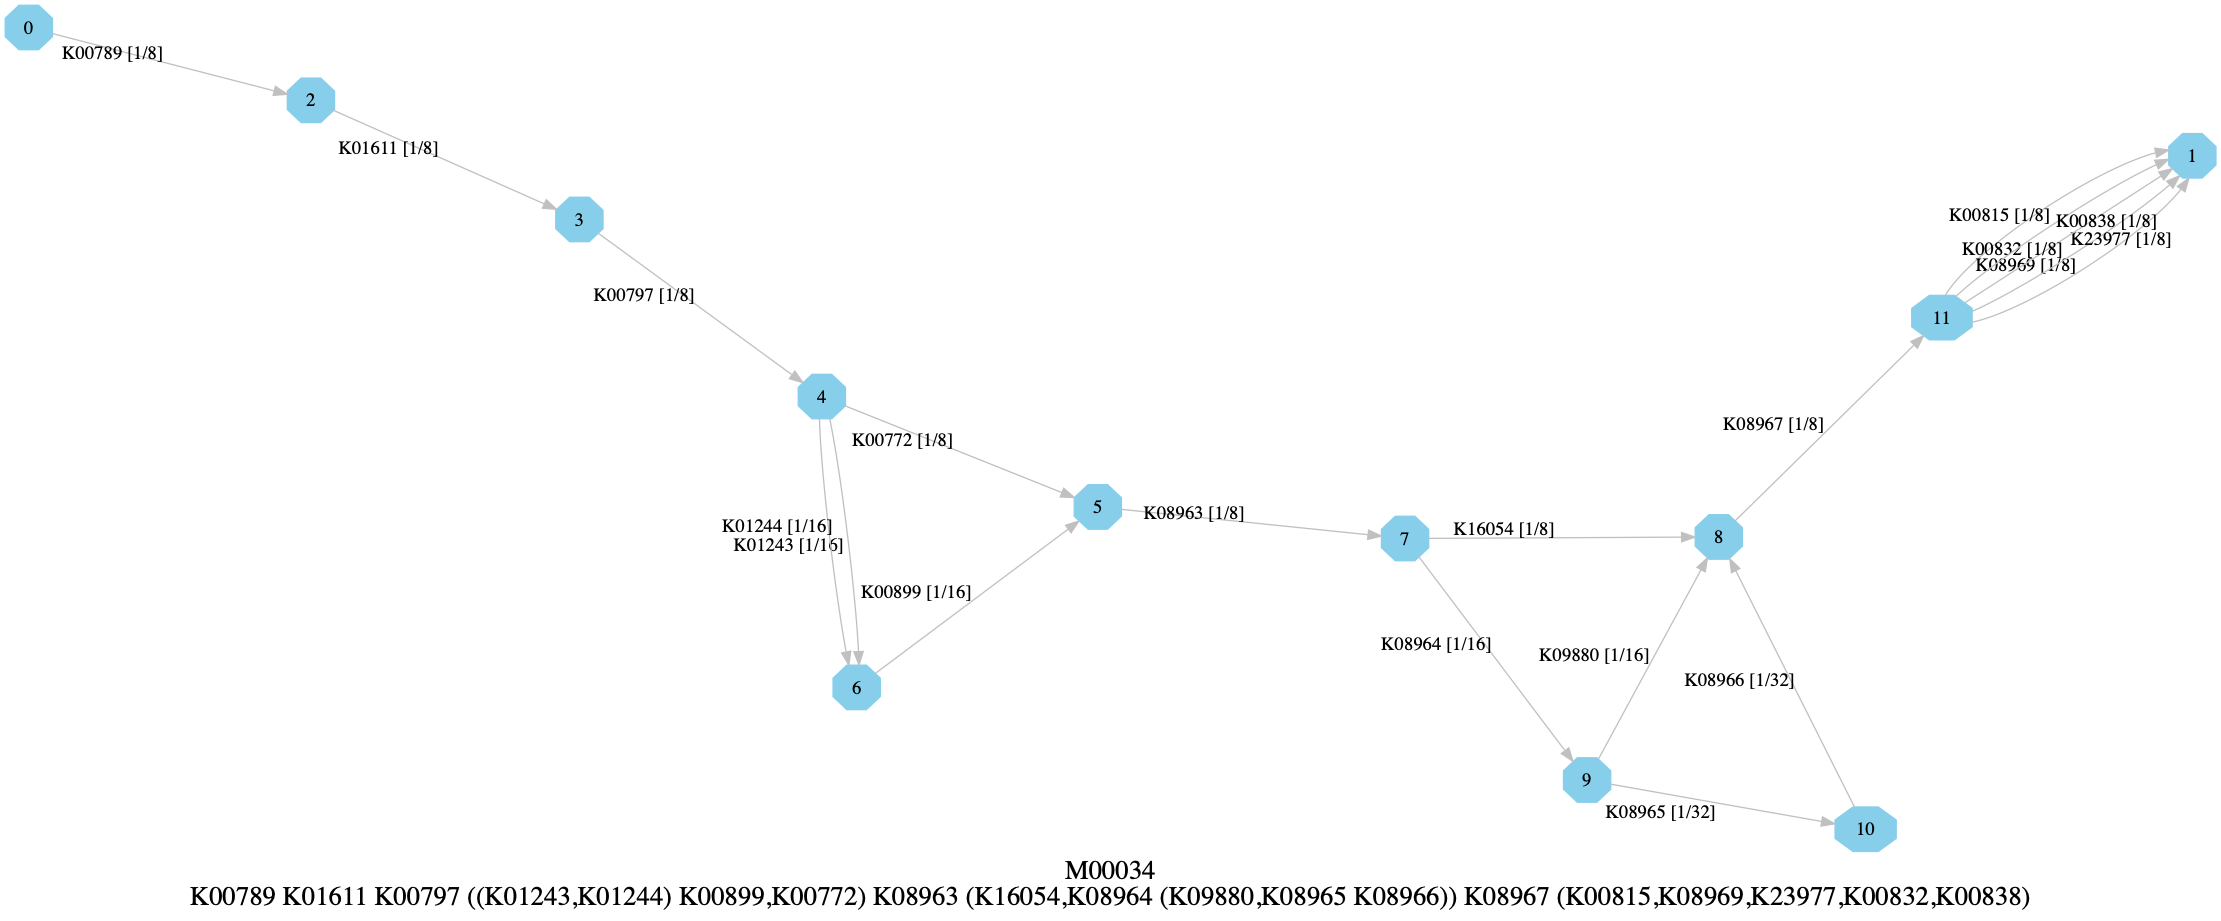 0
K00789 [1/8]
2
K01611 [1/8]
1
3
K00815 [1/8]
K00838 [1/8]
K23977 [1/8]
K00832 [1/8]
K08969 [1/8]
K00797 [1/8]
11
4
K08967 [1/8]
K00772 [1/8]
5
K08963 [1/8]
K01244 [1/16]
K16054 [1/8]
7
8
K01243 [1/16]
K00899 [1/16]
K08964 [1/16]
K09880 [1/16]
K08966 [1/32]
6
9
K08965 [1/32]
10
M00034
K00789 K01611 K00797 ((K01243,K01244) K00899,K00772) K08963 (K16054,K08964 (K09880,K08965 K08966)) K08967 (K00815,K08969,K23977,K00832,K00838)